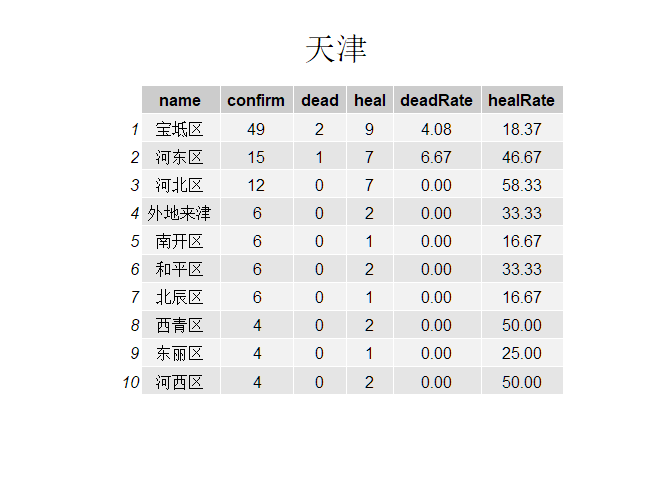 天津
name confirm dead heal deadRate healRate
1 宝坻区 49 2 9 4.08 18.37
2 河东区 15 1 7 6.67 46.67
3 河北区 12 0 7 0.00 58.33
4 外地来津 6 0 2 0.00 33.33
5 南开区 6 0 1 0.00 16.67
6 和平区 6 0 2 0.00 33.33
7 北辰区 6 0 1 0.00 16.67
8 西青区 4 0 2 0.00 50.00
9 东丽区 4 0 1 0.00 25.00
10 河西区 4 0 2 0.00 50.00